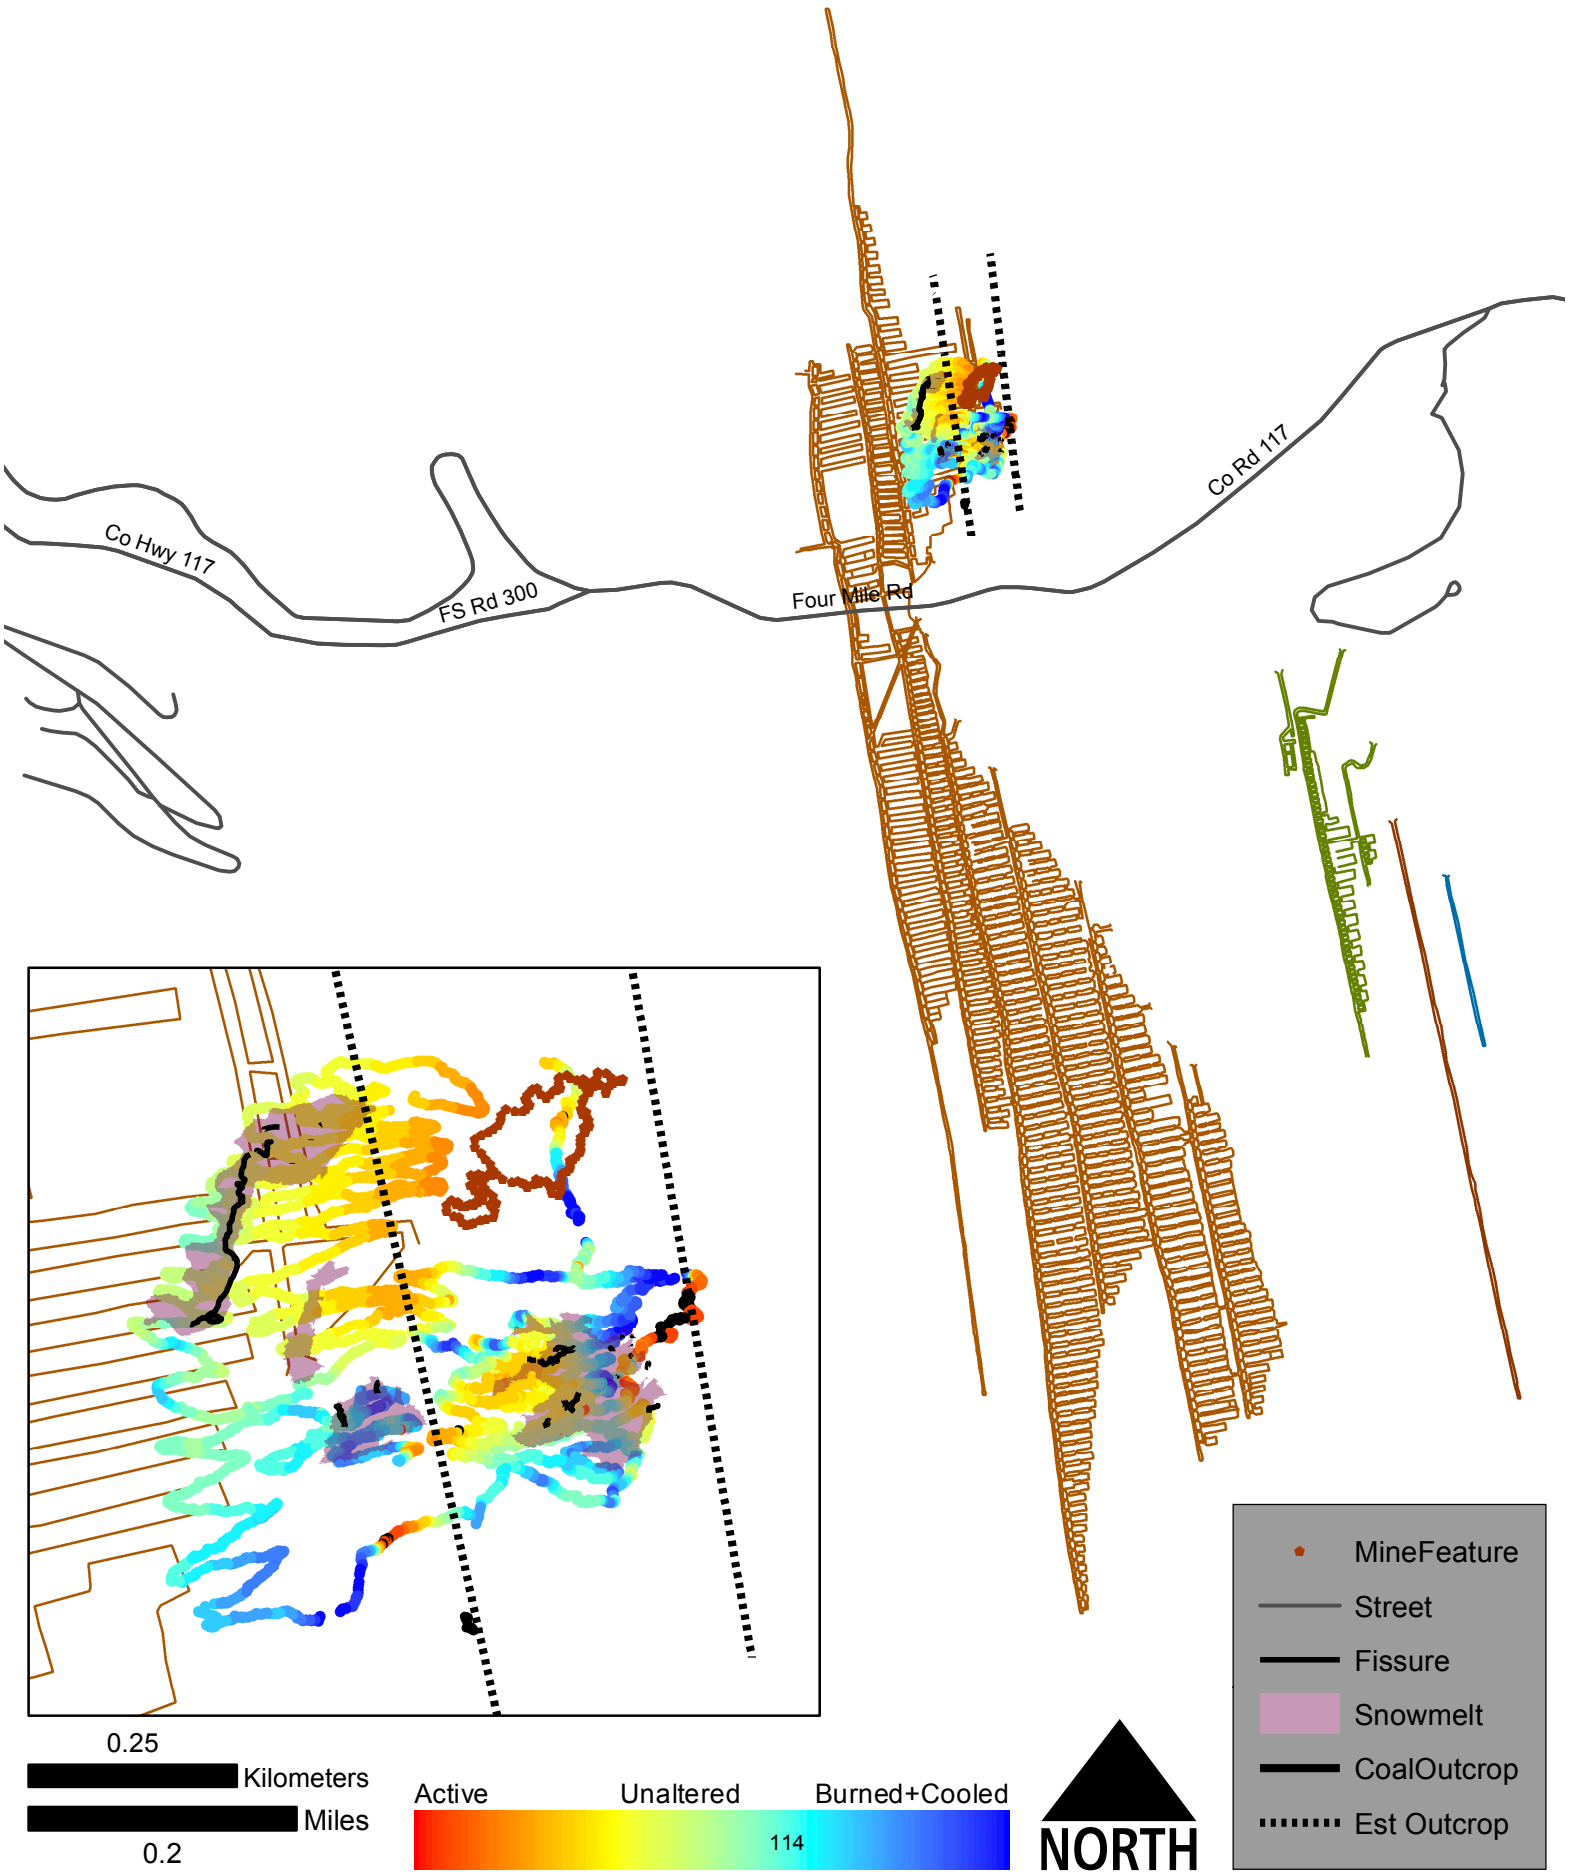 Co Rd 117
Co Hwy 117
FS Rd 300
Four Mile Rd
MineFeature
Street
Fissure
Snowmelt
CoalOutcrop
Est Outcrop
0.25
Kilometers
Miles
0.2
Active Unaltered Burned+Cooled
114
NORTH